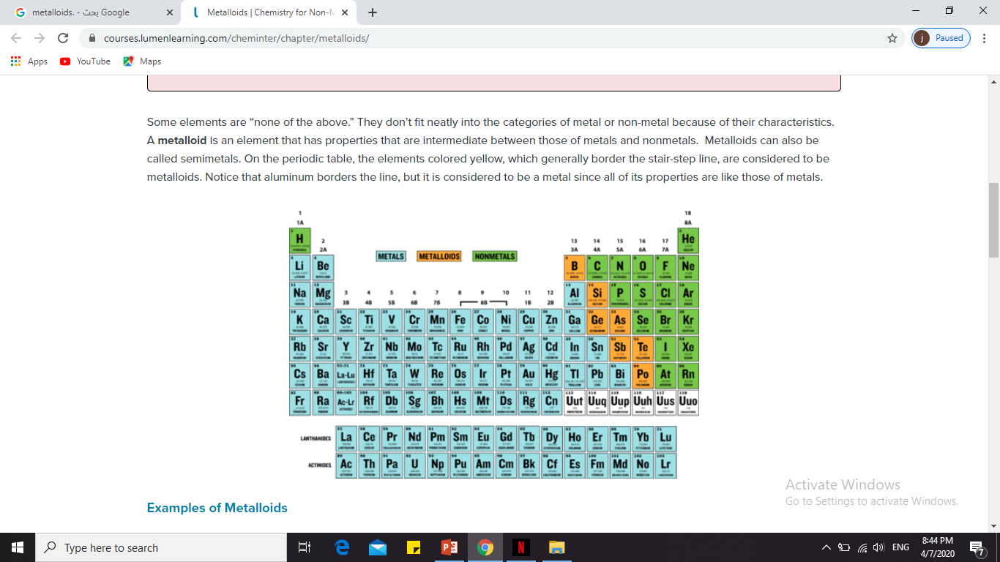 metalloids. - بحث Google
Metalloids | Chemistry for Non-M
courses.lumenlearning.com/cheminter/chapter/metalloids/
j Paused
Apps YouTube Maps
Some elements are “none of the above.” They don’t fit neatly into the categories of metal or non-metal because of their characteristics.
A metalloid is an element that has properties that are intermediate between those of metals and nonmetals. Metalloids can also be
called semimetals. On the periodic table, the elements colored yellow, which generally border the stair-step line, are considered to be
metalloids. Notice that aluminum borders the line, but it is considered to be a metal since all of its properties are like those of metals.
1 18
1A 8A
H 2 13 14 15 16 17 He
2A 3A 4A 5A 6A 7A
METALS METALLOIDS NONMETALS
Li Be B C N O F Ne
Na Mg 3 4 5 6 7 8 9 10 11 12 Al Si P S Cl Ar
3B 4B 5B 6B 7B 8B 1B 2B
K Ca Sc Ti V Cr Mn Fe Co Ni Cu Zn Ga Ge As Se Br Kr
Rb Sr Y Zr Nb Mo Tc Ru Rh Pd Ag Cd In Sn Sb Te I Xe
Cs Ba La-Lu Hf Ta W Re Os Ir Pt Au Hg Tl Pb Bi Po At Rn
Fr Ra Ac-Lr Rf Db Sg Bh Hs Mt Ds Rg Cn Uut Uuq Uup Uuh Uus Uuo
LANTHANIDES La Ce Pr Nd Pm Sm Eu Gd Tb Dy Ho Er Tm Yb Lu
ACTINIDES Ac Th Pa U Np Pu Am Cm Bk Cf Es Fm Md No Lr
Activate Windows
Go to Settings to activate Windows.
Examples of Metalloids
Type here to search
ENG
8:44 PM
4/7/2020
7